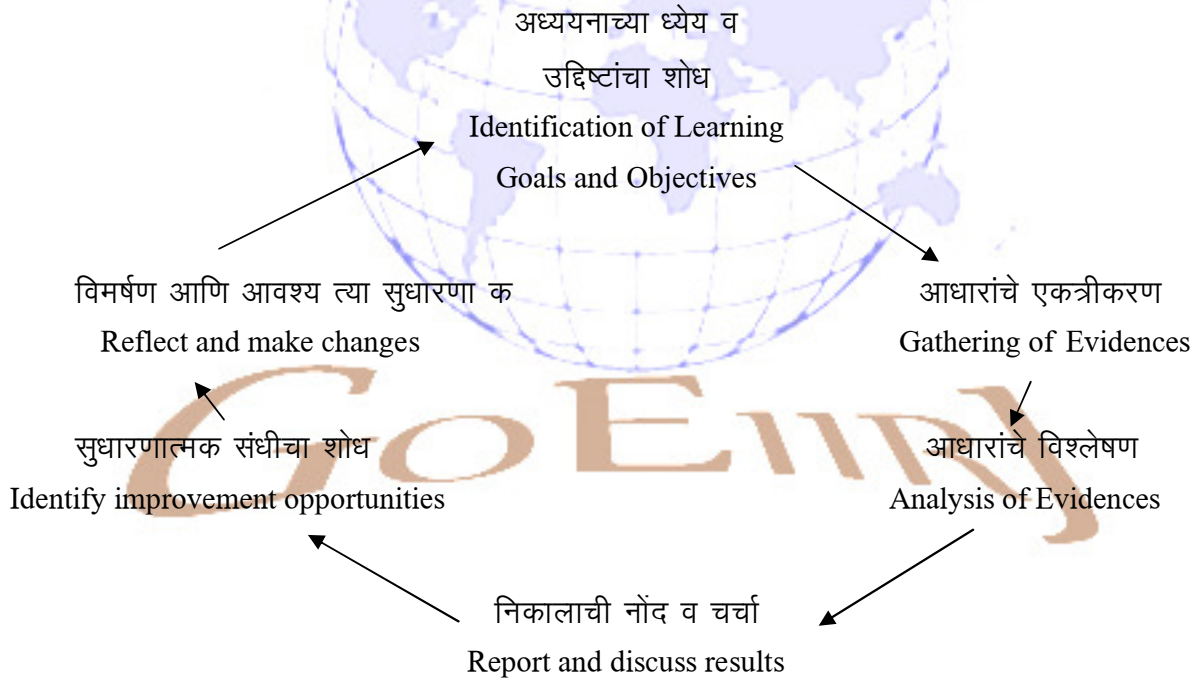 अध्ययनाच्या ध्येय व
उद्दिष्टांचा शोध
Identification of Learning
Goals and Objectives
विमर्षण आणि आवश्य त्या सुधारणा क
Reflect and make changes
आधारांचे एकत्रीकरण
Gathering of Evidences
GOEIIRJ
सुधारणात्मक संधीचा शोध
Identify improvement opportunities
आधारांचे विश्लेषण
Analysis of Evidences
निकालाची नोंद व चर्चा
Report and discuss results